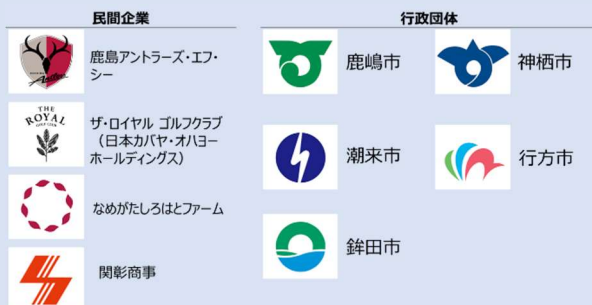 民間企業
鹿島アントラーズ・エフ・
シー
THE
ROYAL
GOLF CLUB
ザ・ロイヤル ゴルフクラブ
（日本カバヤ・オハヨー
ホールディングス）
なめがたしろはとファーム
関彰商事
行政団体
鹿嶋市
神栖市
潮来市
行方市
鉾田市